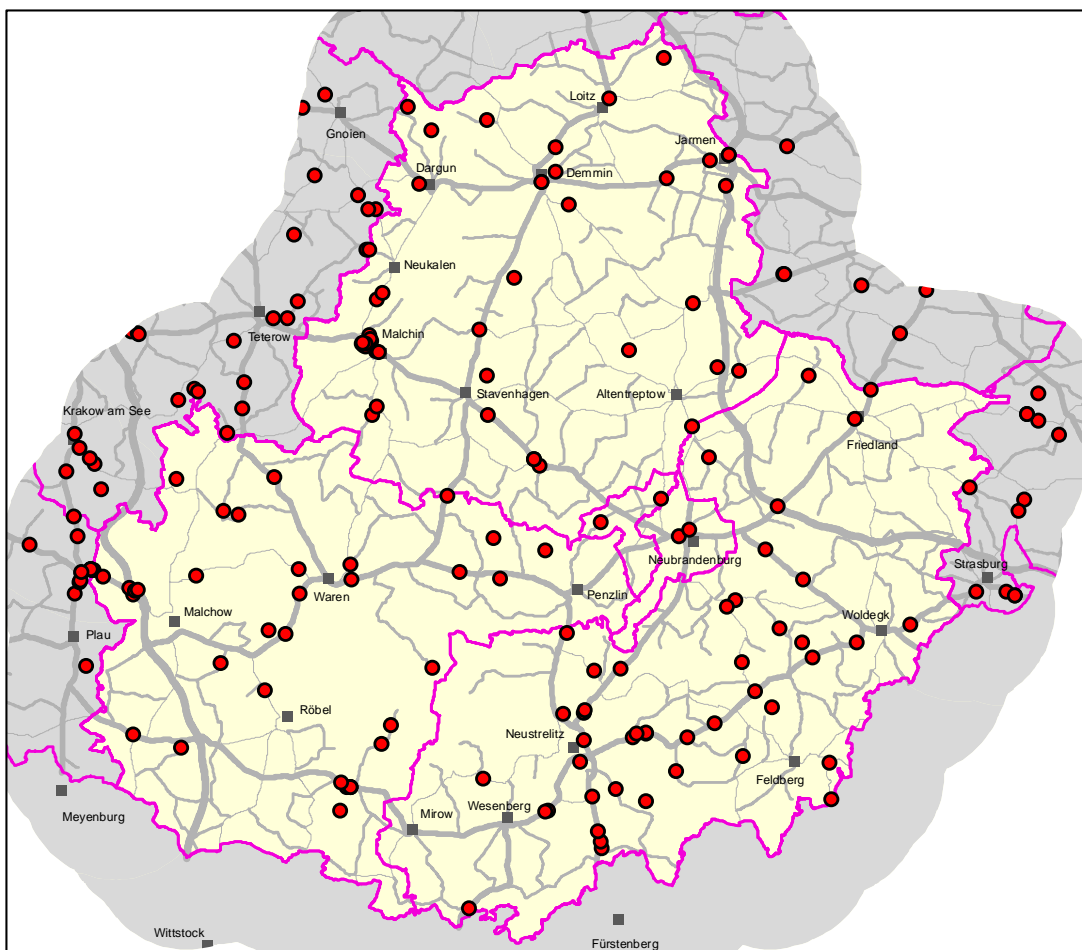 Loitz
Gnoien
Jarmen
Dargun
Demmin
Neukalen
Teterow
Malchin
Stavenhagen
Altentreptow
Krakow am See
Friedland
Neubrandenburg
Strasburg
Waren
Penzlin
Malchow
Woldegk
Plau
Röbel
Neustrelitz
Feldberg
Wesenberg
Meyenburg
Mirow
Wittstock
Fürstenberg